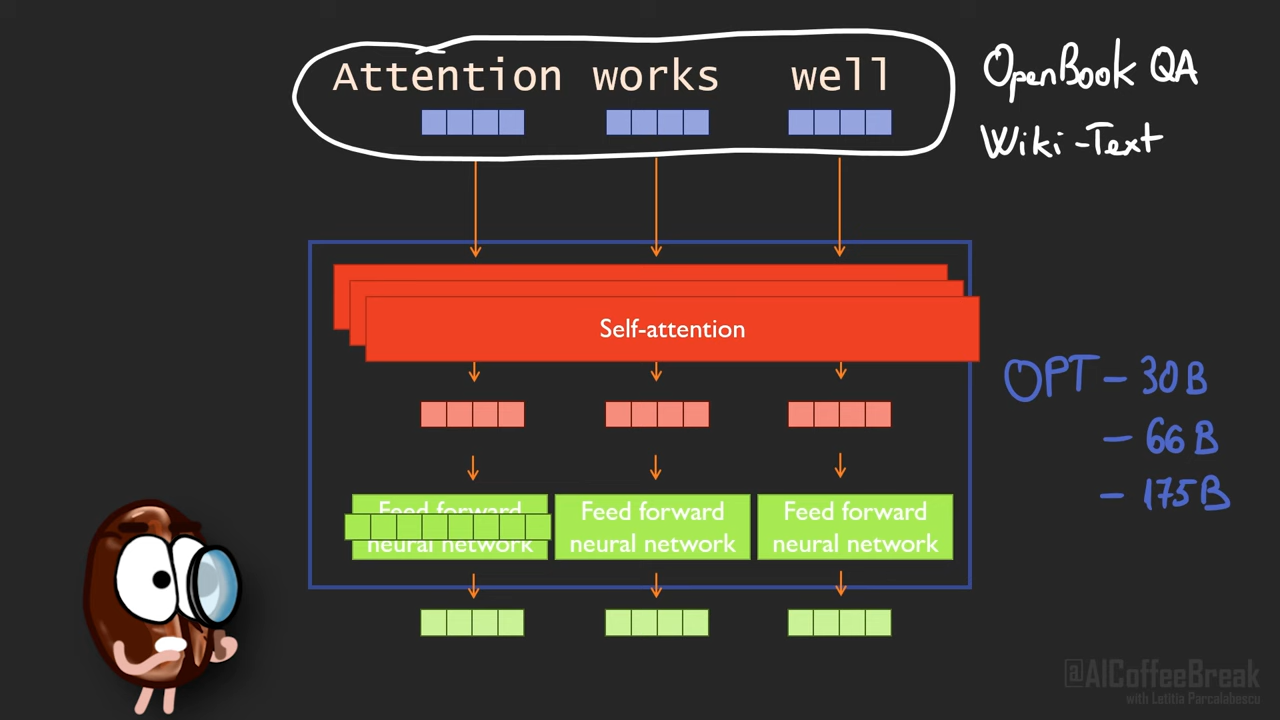 Attention works well
OpenBook QA
Wiki-Text
Self-attention
OPT - 30B
- 66B
- 175B
Feed forward
neural network
Feed forward
neural network
Feed forward
neural network
@AICoffeeBreak
with Letitia Parcalabescu